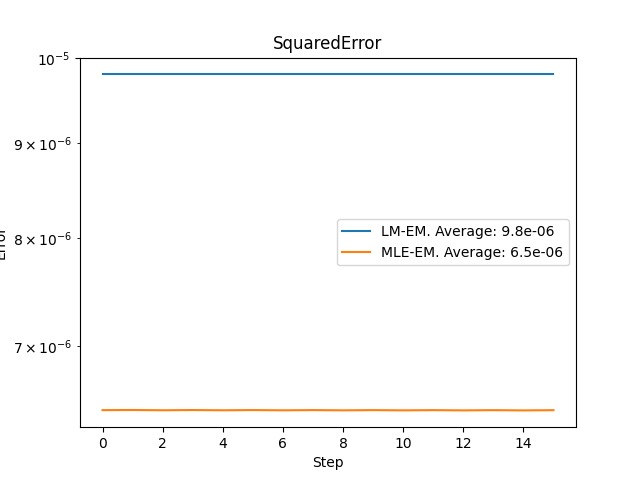 SquaredError
10⁻⁵
9 × 10⁻⁶
8 × 10⁻⁶
7 × 10⁻⁶
Error
LM-EM. Average: 9.8e-06
MLE-EM. Average: 6.5e-06
0 2 4 6 8 10 12 14
Step